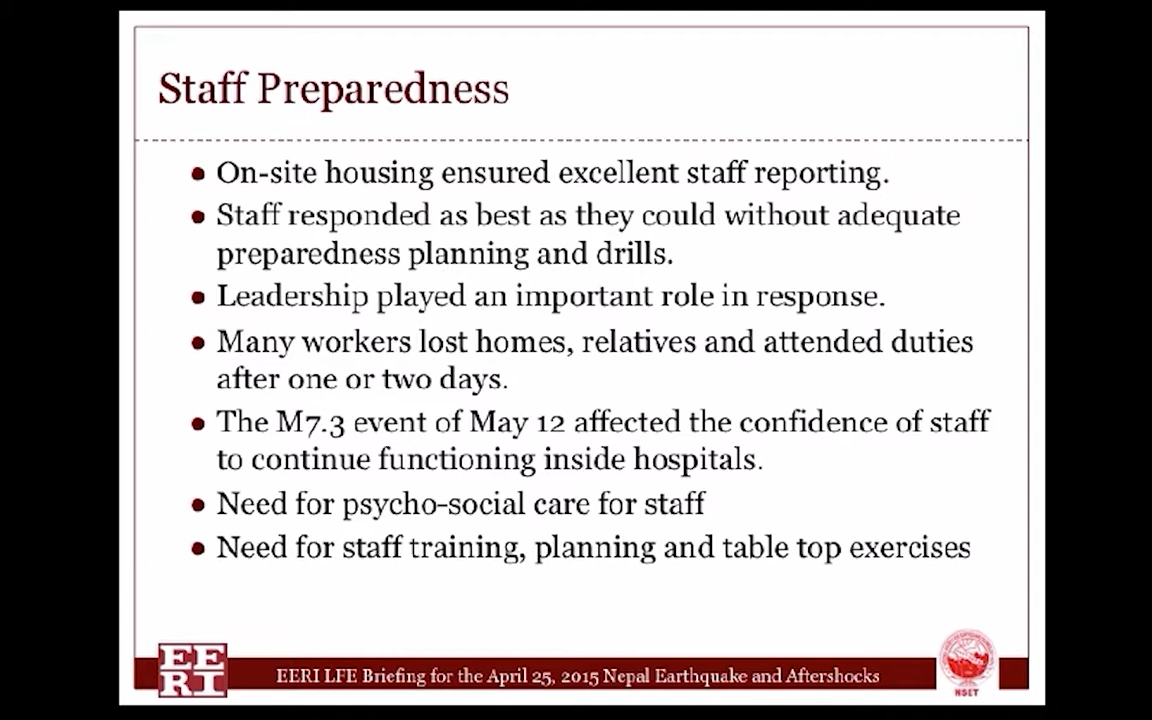 Staff Preparedness
• On-site housing ensured excellent staff reporting.
• Staff responded as best as they could without adequate
preparedness planning and drills.
• Leadership played an important role in response.
• Many workers lost homes, relatives and attended duties
after one or two days.
• The M7.3 event of May 12 affected the confidence of staff
to continue functioning inside hospitals.
• Need for psycho-social care for staff
• Need for staff training, planning and table top exercises
EE
RI
EERI LFE Briefing for the April 25, 2015 Nepal Earthquake and Aftershocks
NSET